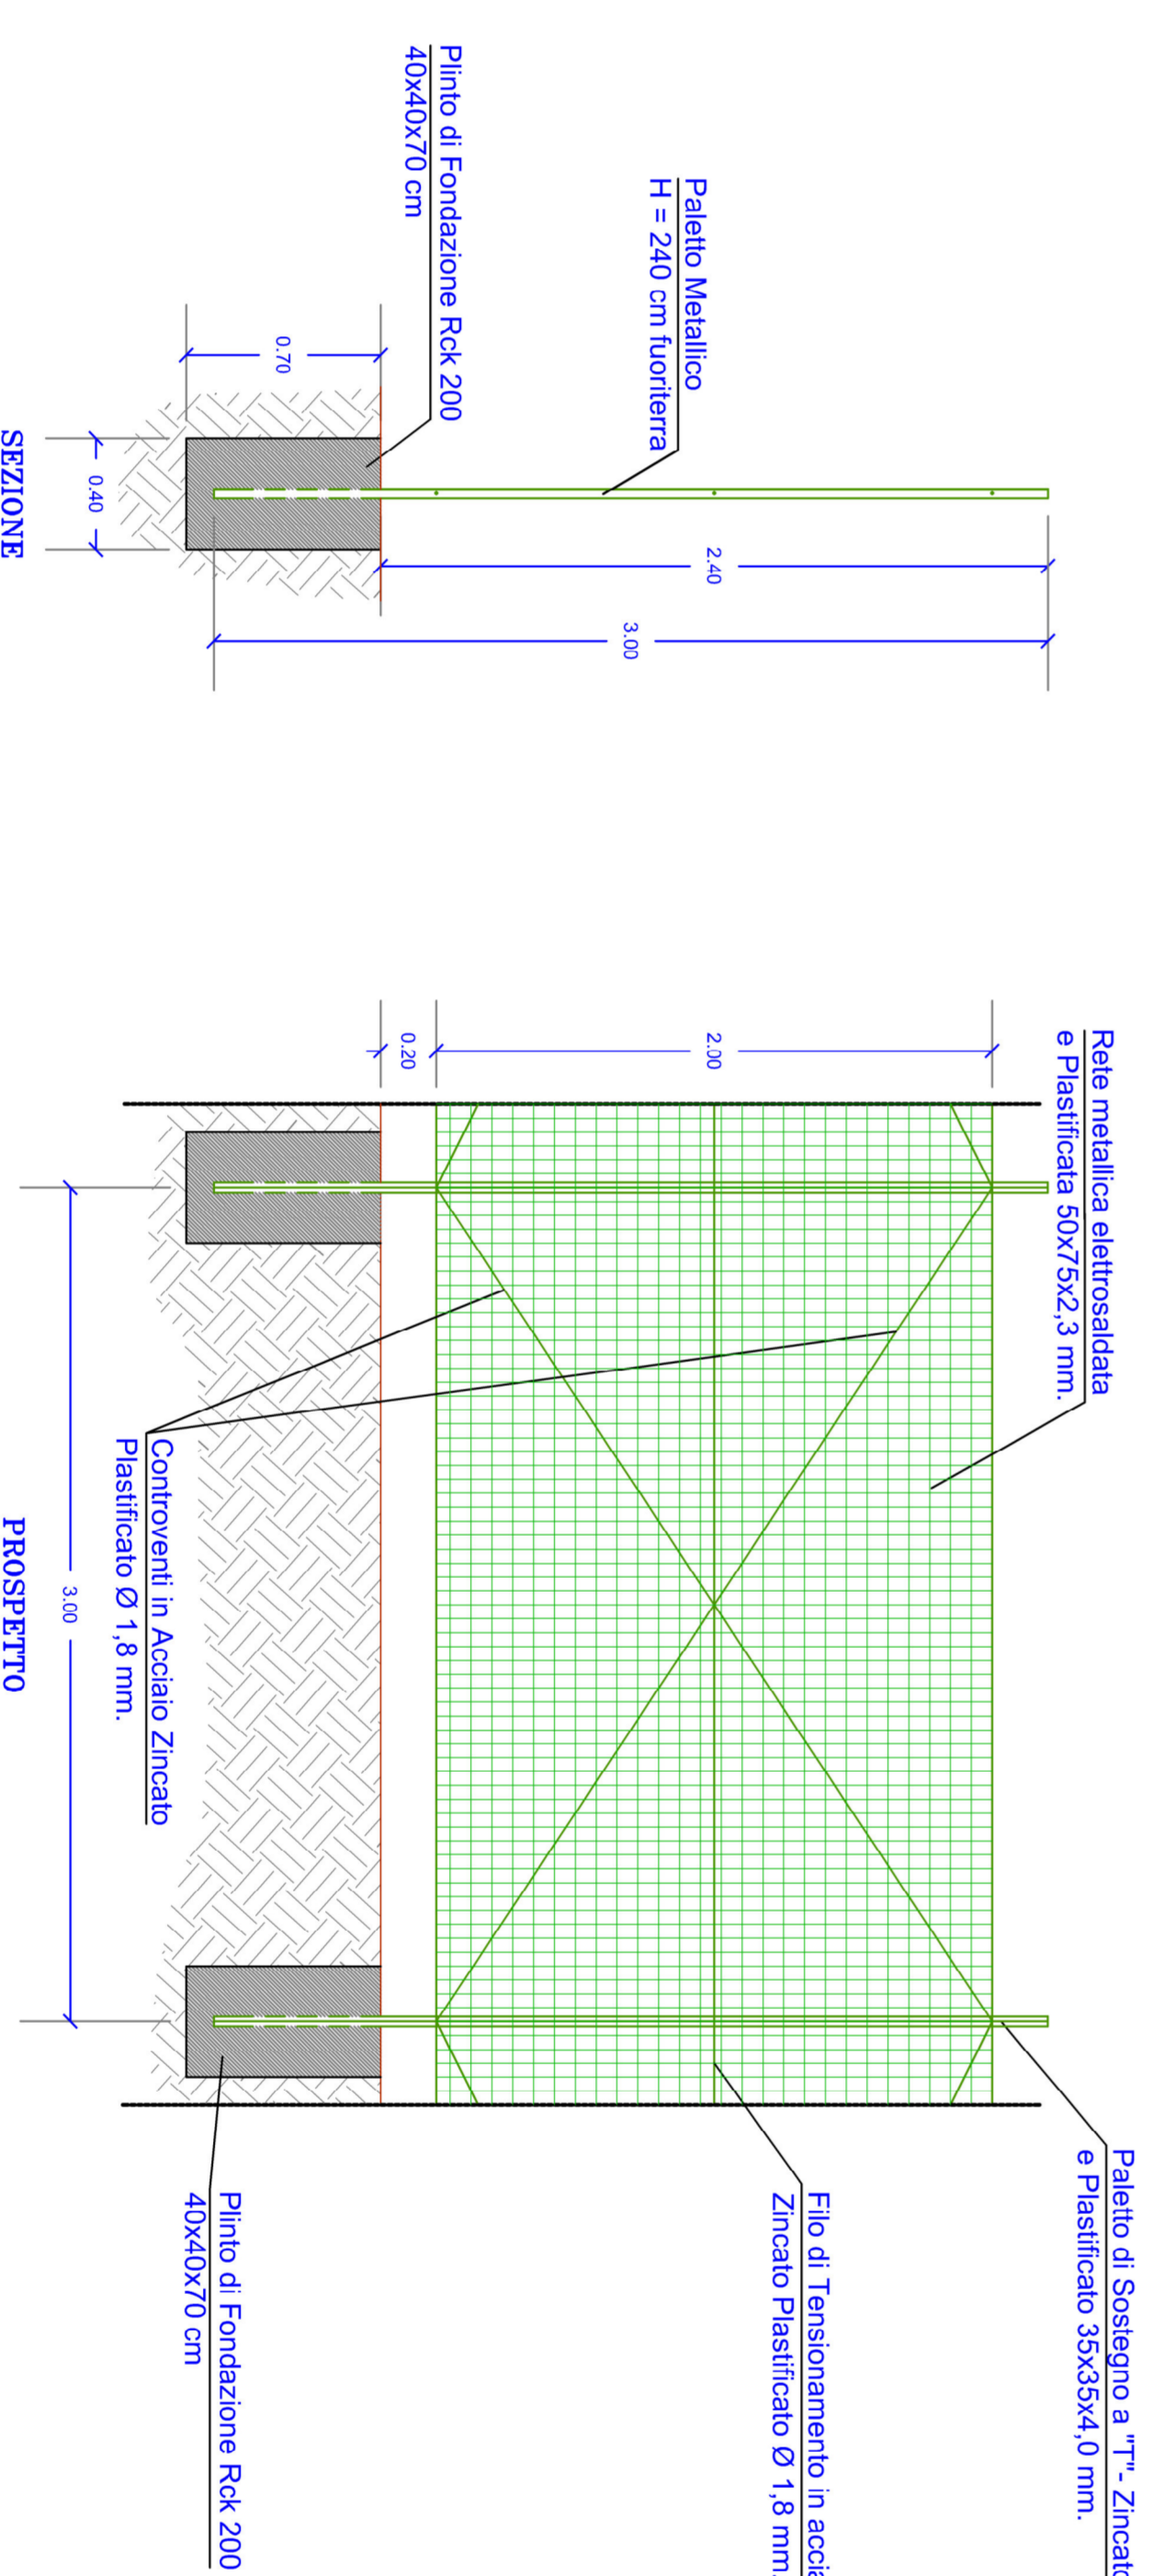 Paletto Metallico
H = 240 cm fuoriterra
Plinto di Fondazione Rck 200
40x40x70 cm
0.70
0.40
2.40
3.00
SEZIONE
Rete metallica elettrosaldata
e Plastificata 50x75x2,3 mm.
2.00
0.20
Controventi in Acciaio Zincato
Plastificato Ø 1,8 mm.
3.00
PROSPETTO
Paletto di Sostegno a "T"- Zincato
e Plastificato 35x35x4,0 mm.
Filo di Tensionamento in accia
Zincato Plastificato Ø 1,8 mm.
Plinto di Fondazione Rck 200
40x40x70 cm